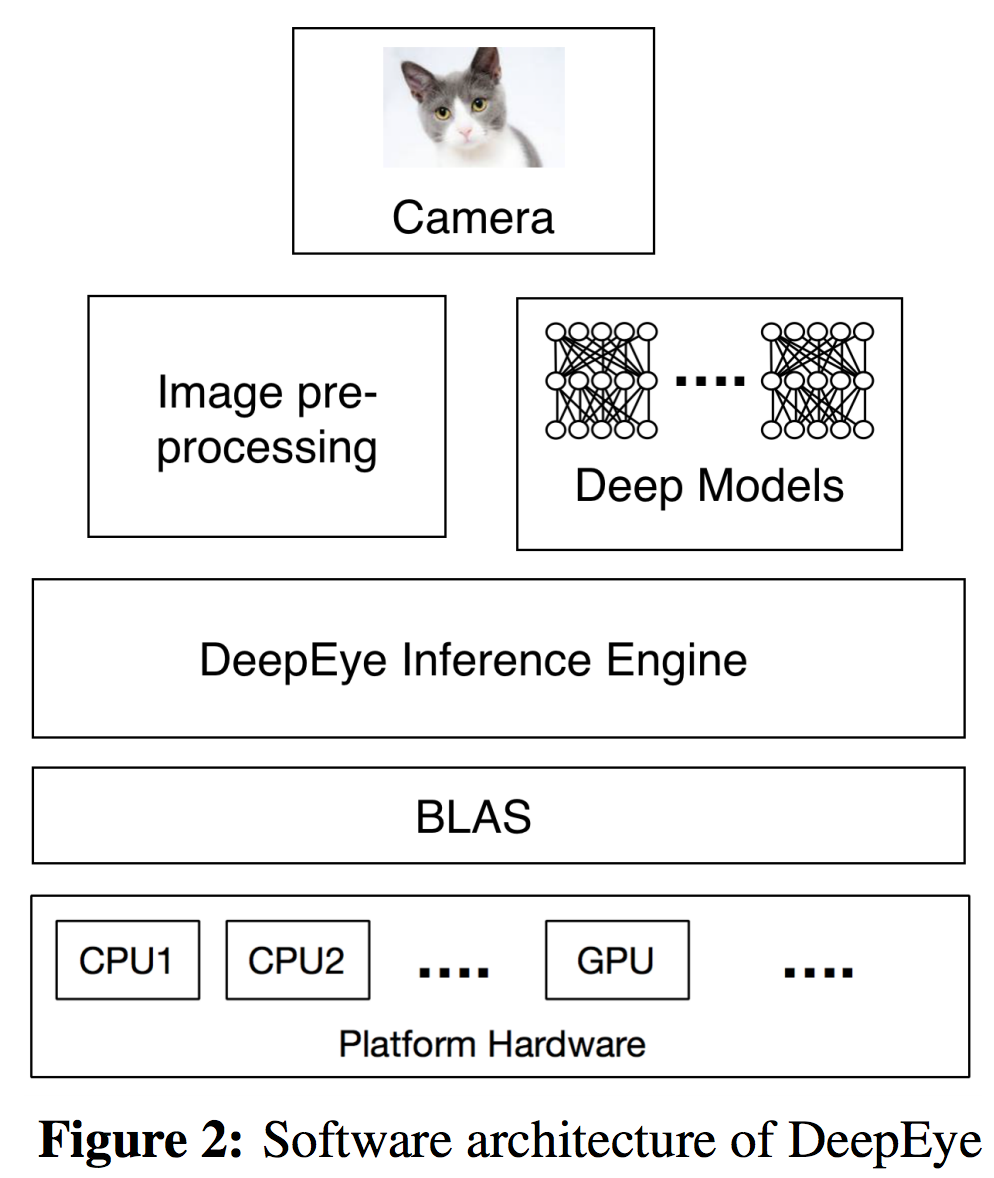 Camera
Image pre-
processing
Deep Models
DeepEye Inference Engine
BLAS
CPU1 CPU2 .... GPU ....
Platform Hardware
Figure 2: Software architecture of DeepEye